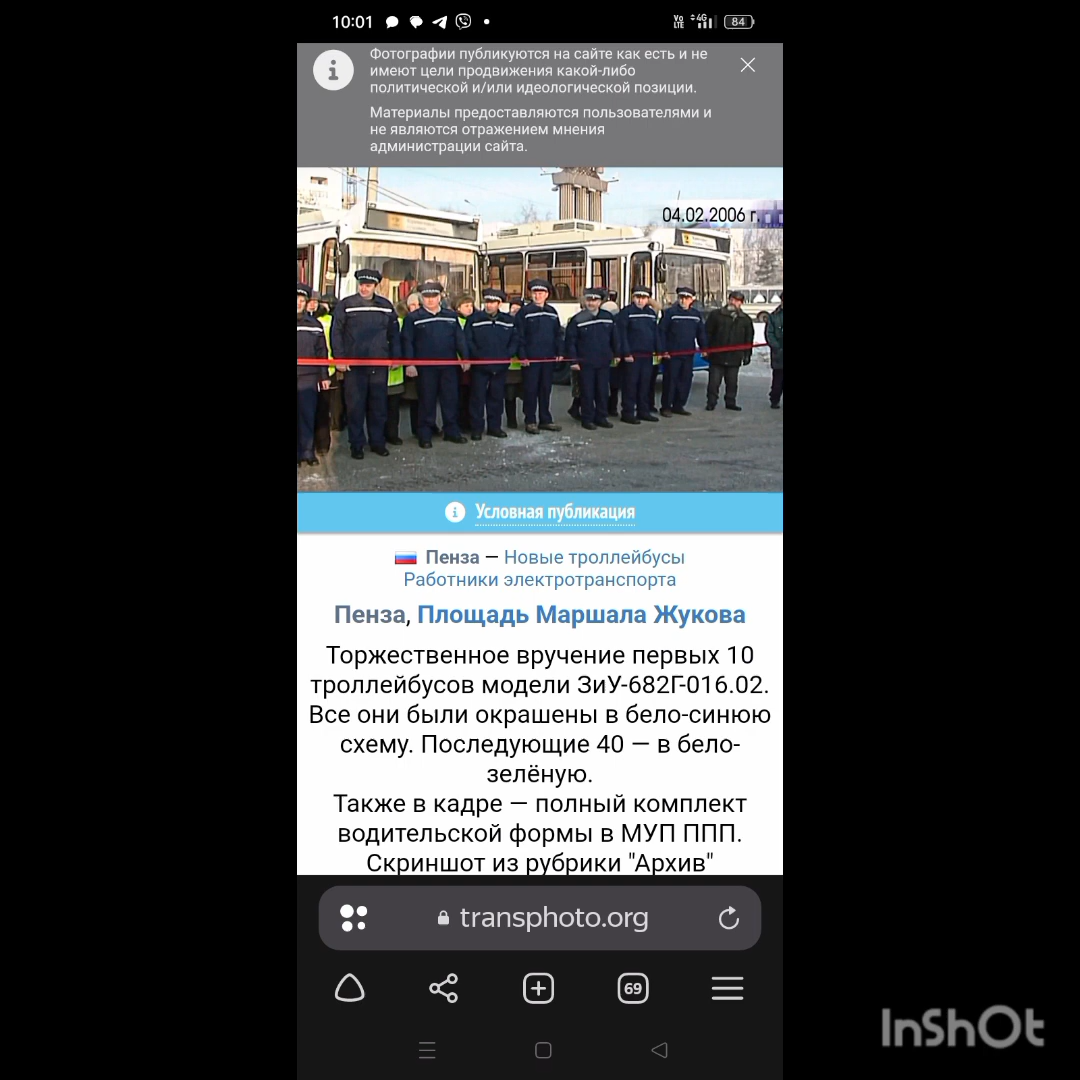 10:01
Vo LTE 4G 84
Фотографии публикуются на сайте как есть и не
имеют цели продвижения какой-либо
политической и/или идеологической позиции.
Материалы предоставляются пользователями и
не являются отражением мнения
администрации сайта.
04.02.2006 г.
Условная публикация
Пенза — Новые троллейбусы
Работники электротранспорта
Пенза, Площадь Маршала Жукова
Торжественное вручение первых 10
троллейбусов модели ЗиУ-682Г-016.02.
Все они были окрашены в бело-синюю
схему. Последующие 40 — в бело-
зелёную.
Также в кадре — полный комплект
водительской формы в МУП ППП.
Скриншот из рубрики "Архив"
transphoto.org
69
InShOt